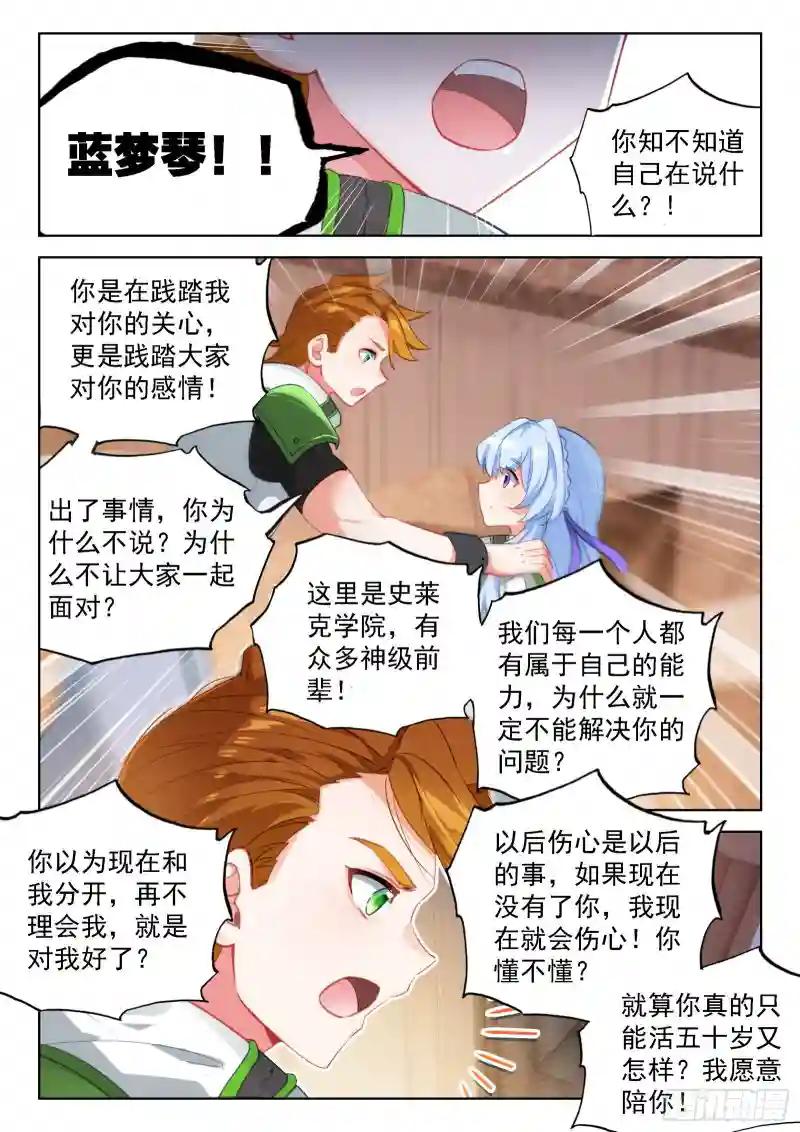 蓝梦琴！！
你知不知道
自己在说什
么？！
你是在践踏我
对你的关心，
更是践踏大家
对你的感情！
出了事情，你为
什么不说？为什
么不让大家一起
面对？
这里是史莱
克学院，有
众多神级前
辈！
我们每一个人都
有属于自己的能
力，为什么就一
定不能解决你的
问题？
你以为现在和
我分开，再不
理会我，就是
对我好了？
以后伤心是以后
的事，如果现在
没有了你，我现
在就会伤心！你
懂不懂？
就算你真的只
能活五十岁又
怎样？我愿意
陪你！